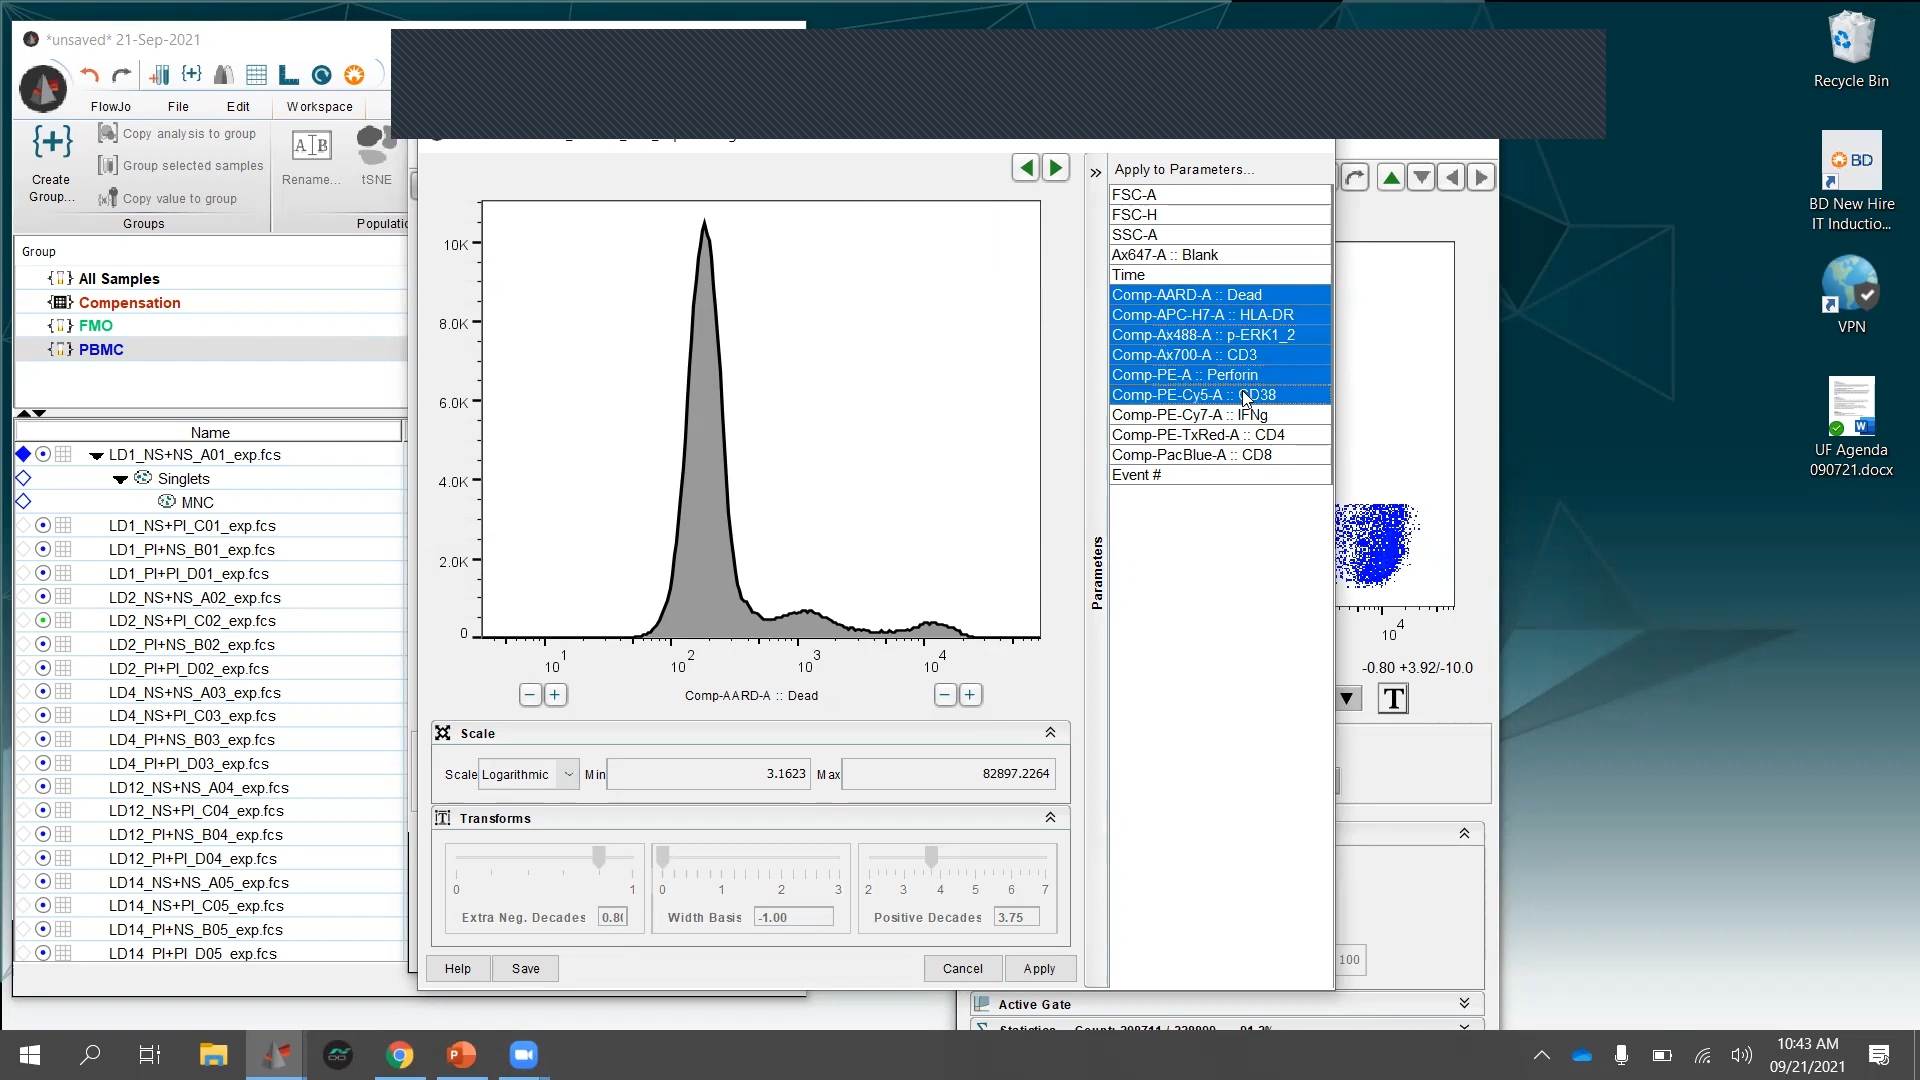 *unsaved* 21-Sep-2021
FlowJo File Edit Workspace
Create Group...
Copy analysis to group
Group selected samples
Copy value to group
Groups
A B
Rename...
tSNE
Group
{ } All Samples
Compensation
{ } FMO
{ } PBMC
Name
LD1_NS+NS_A01_exp.fcs
Singlets
MNC
LD1_NS+PI_C01_exp.fcs
LD1_PI+NS_B01_exp.fcs
LD1_PI+PI_D01_exp.fcs
LD2_NS+NS_A02_exp.fcs
LD2_NS+PI_C02_exp.fcs
LD2_PI+NS_B02_exp.fcs
LD2_PI+PI_D02_exp.fcs
LD4_NS+NS_A03_exp.fcs
LD4_NS+PI_C03_exp.fcs
LD4_PI+NS_B03_exp.fcs
LD4_PI+PI_D03_exp.fcs
LD12_NS+NS_A04_exp.fcs
LD12_NS+PI_C04_exp.fcs
LD12_PI+NS_B04_exp.fcs
LD12_PI+PI_D04_exp.fcs
LD14_NS+NS_A05_exp.fcs
LD14_NS+PI_C05_exp.fcs
LD14_PI+NS_B05_exp.fcs
LD14_PI+PI_D05_exp.fcs
10K
8.0K
6.0K
4.0K
2.0K
0
10^1 10^2 10^3 10^4
Comp-AARD-A :: Dead
Scale
Scale Logarithmic Min 3.1623 Max 82897.2264
Transforms
0 1
0 1 2 3
2 3 4 5 6 7
Extra Neg. Decades 0.80
Width Basis -1.00
Positive Decades 3.75
Help Save Cancel Apply
Parameters
Apply to Parameters...
FSC-A
FSC-H
SSC-A
Ax647-A :: Blank
Time
Comp-AARD-A :: Dead
Comp-APC-H7-A :: HLA-DR
Comp-Ax488-A :: p-ERK1_2
Comp-Ax700-A :: CD3
Comp-PE-A :: Perforin
Comp-PE-Cy5-A :: CD38
Comp-PE-Cy7-A :: IFNg
Comp-PE-TxRed-A :: CD4
Comp-PacBlue-A :: CD8
Event #
10^4
-0.80 +3.92/-10.0
T
100
Active Gate
Recycle Bin
BD
BD New Hire
IT Inductio...
VPN
UF Agenda
090721.docx
10:43 AM
09/21/2021